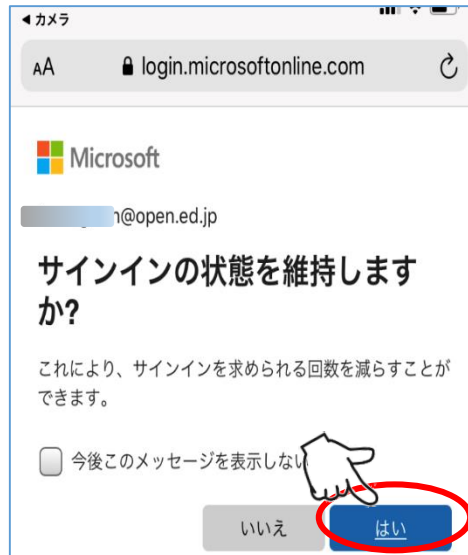 ◀カメラ
AA login.microsoftonline.com
Microsoft
n@open.ed.jp
サインインの状態を維持します
か?
これにより、サインインを求められる回数を減らすことが
できます。
今後このメッセージを表示しない
いいえ はい